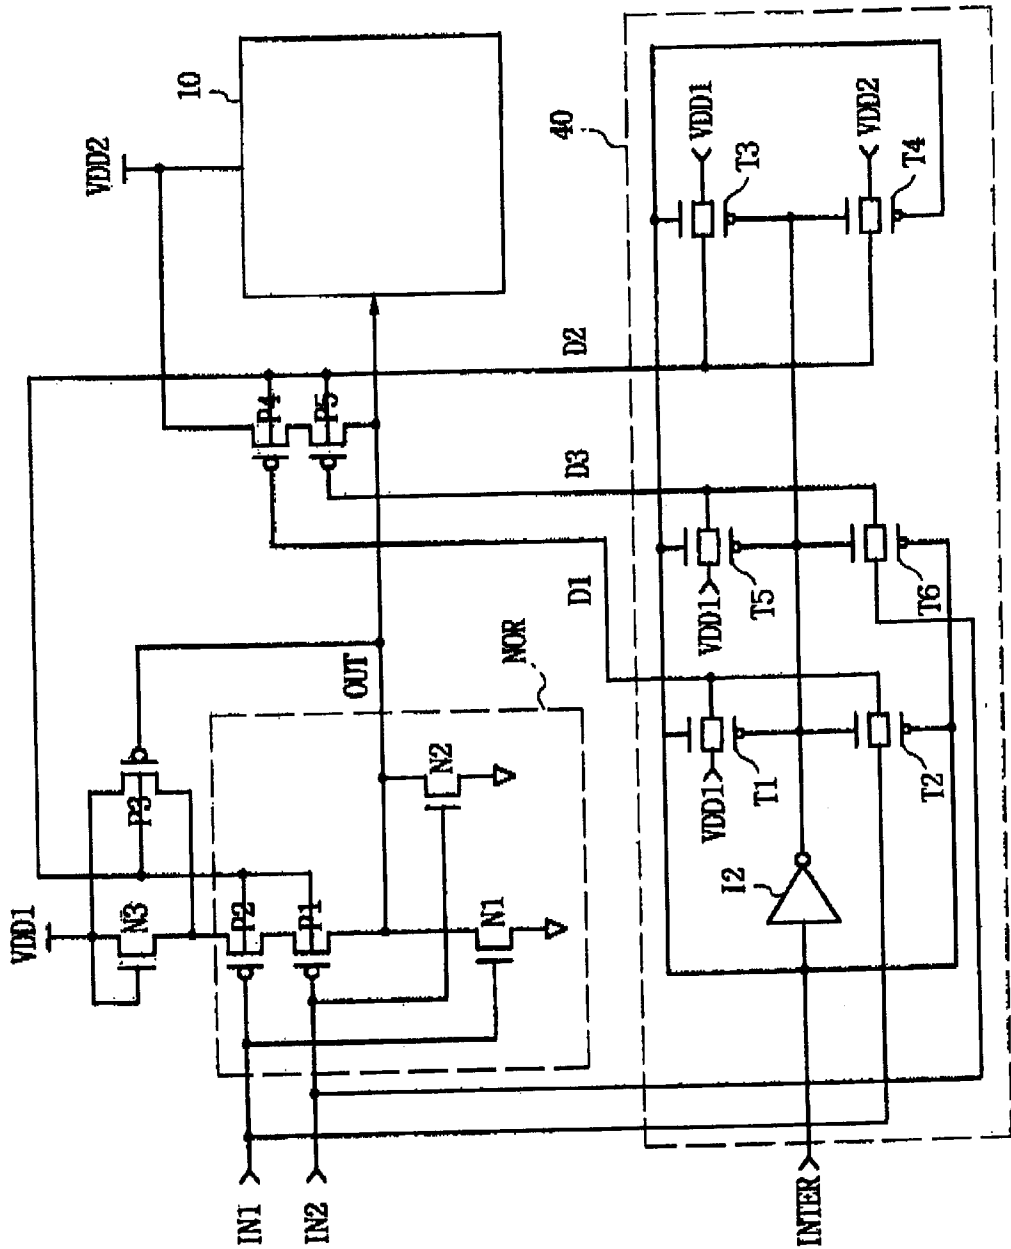 VDD1
VDD2
10
N3
P3
P2
P1
N1
N2
OUT
NOR
P4
P5
D1
D3
D2
40
IN1
IN2
INTER
I2
VDD1
T1
T2
VDD1
T5
T6
VDD1
T3
VDD2
T4